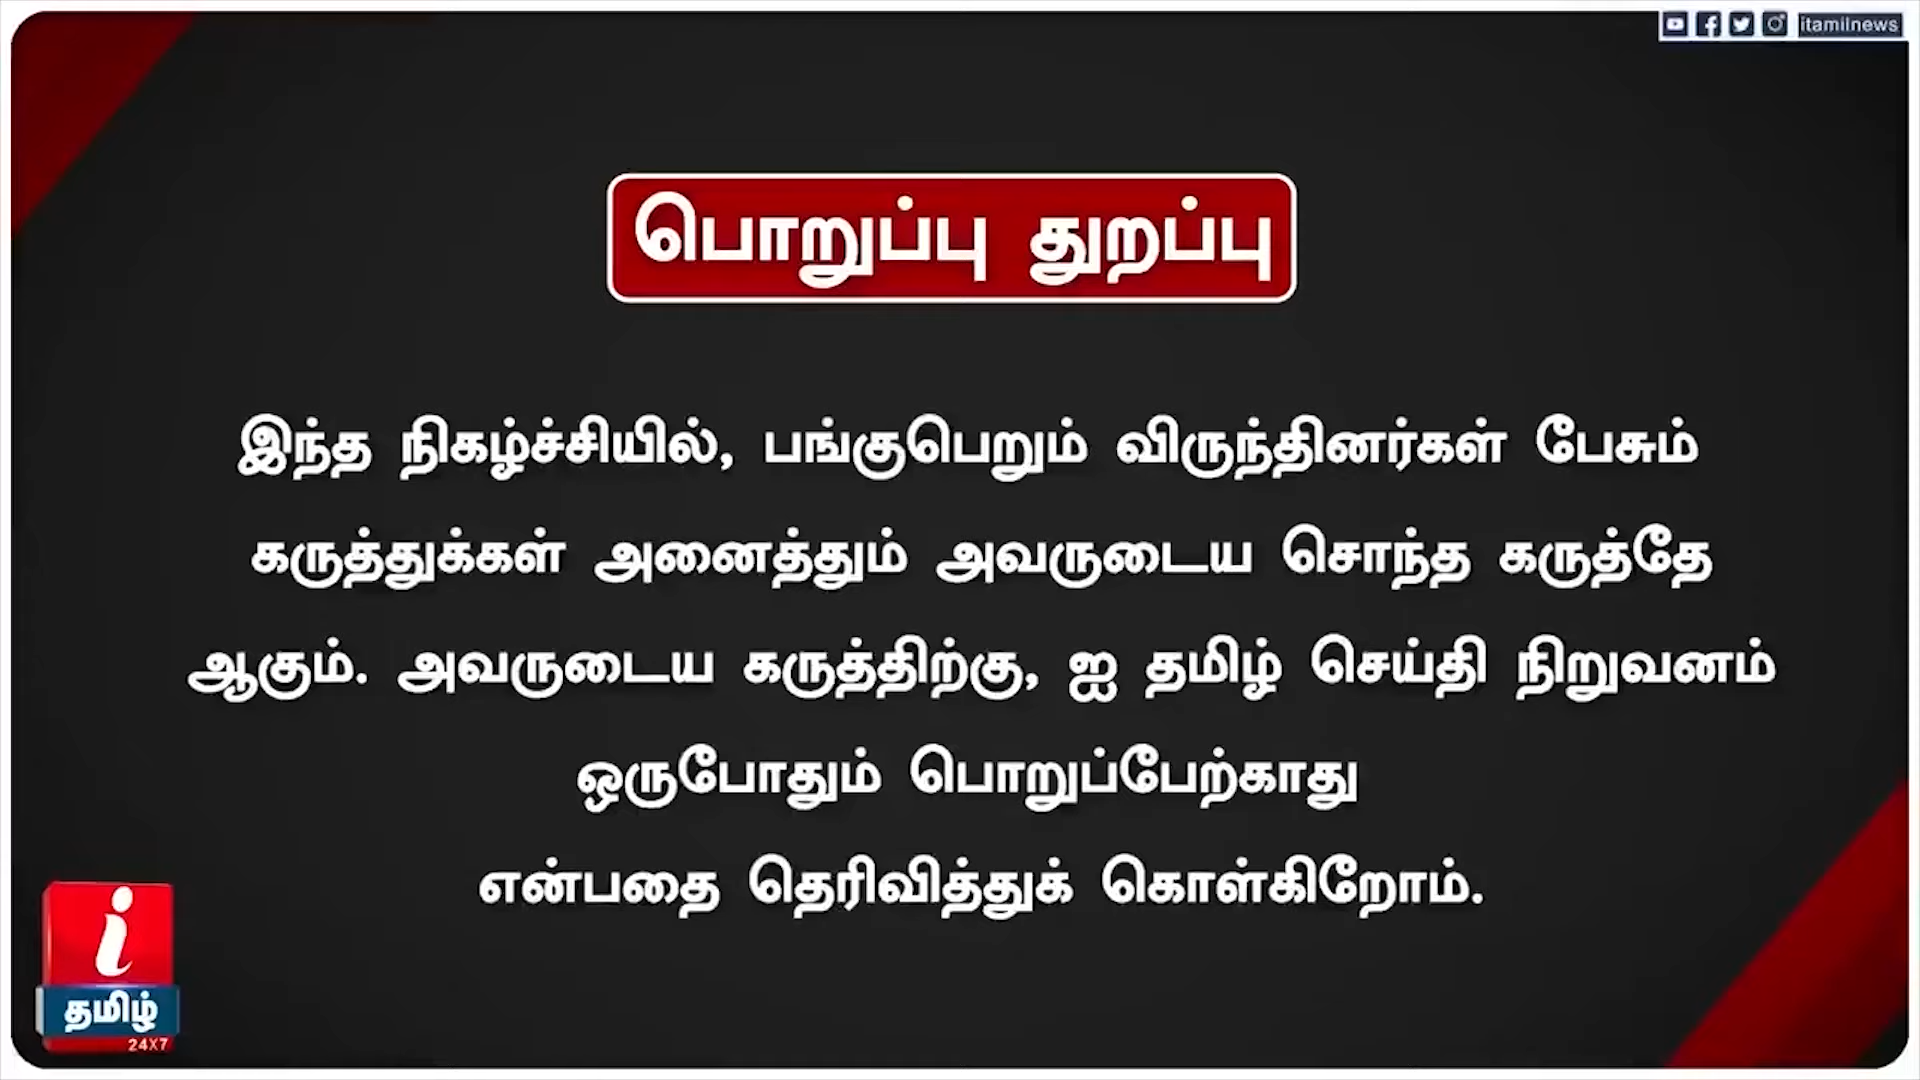 itamilnews
பொறுப்பு துறப்பு
இந்த நிகழ்ச்சியில், பங்குபெறும் விருந்தினர்கள் பேசும்
கருத்துக்கள் அனைத்தும் அவருடைய சொந்த கருத்தே
ஆகும். அவருடைய கருத்திற்கு, ஐ தமிழ் செய்தி நிறுவனம்
ஒருபோதும் பொறுப்பேற்காது
என்பதை தெரிவித்துக் கொள்கிறோம்.
i
தமிழ்
24X7